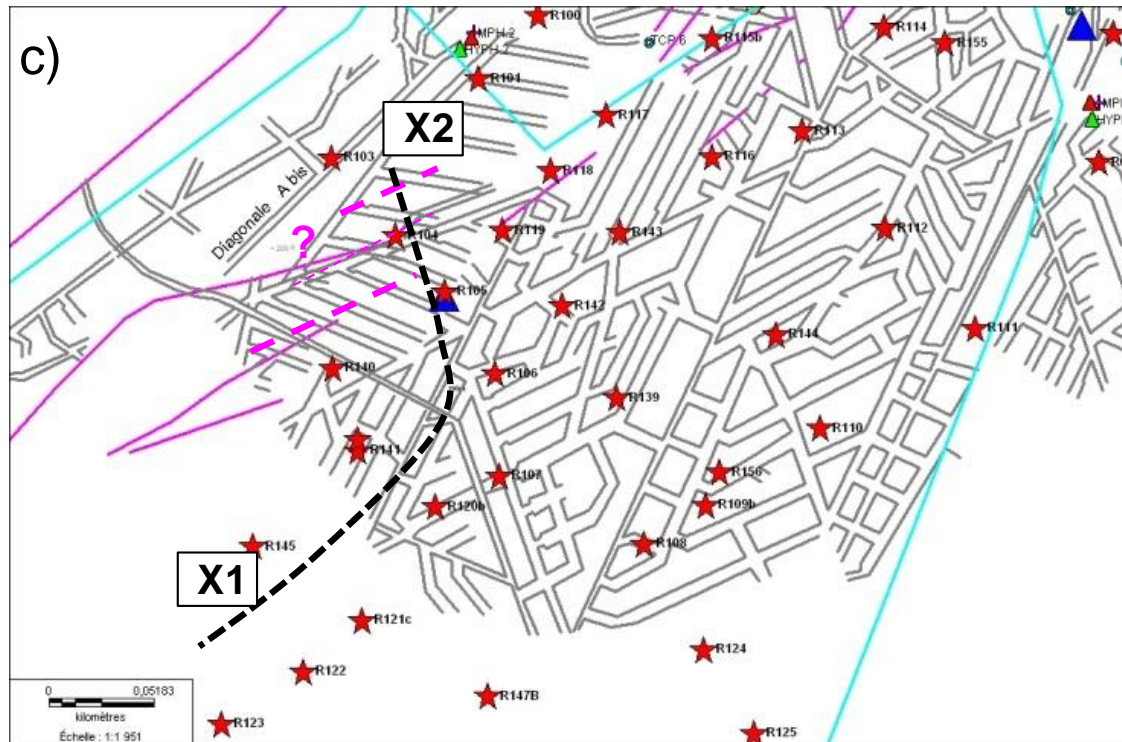 c)
R100
MPH.2
HYPH.2
TCP 6
R115b
R114
R155
R101
X2
R117
R113
R103
R118
R116
Diagonale A bis
?
R104
R119
R143
R112
R105
R142
R144
R111
R140
R106
R139
R110
R141
R107
R156
R120b
R109b
R108
R145
X1
R121c
R124
R122
R147B
R123
R125
0 0,05183
kilomètres
Échelle : 1:1 951